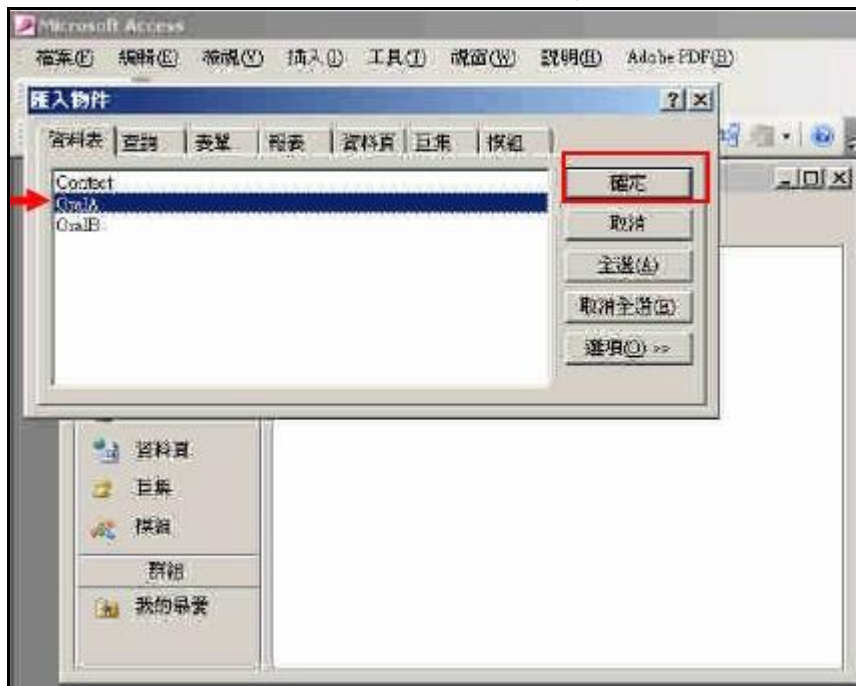 Microsoft Access
檔案(F) 編輯(E) 檢視(V) 插入(I) 工具(T) 視窗(W) 說明(H) Adobe PDF(B)
匯入物件
資料表 查詢 表單 報表 資料頁 巨集 模組
Contact
OralA
OralB
確定
取消
全選(A)
取消全選(E)
選項(O) >>
資料頁
巨集
模組
群組
我的最愛